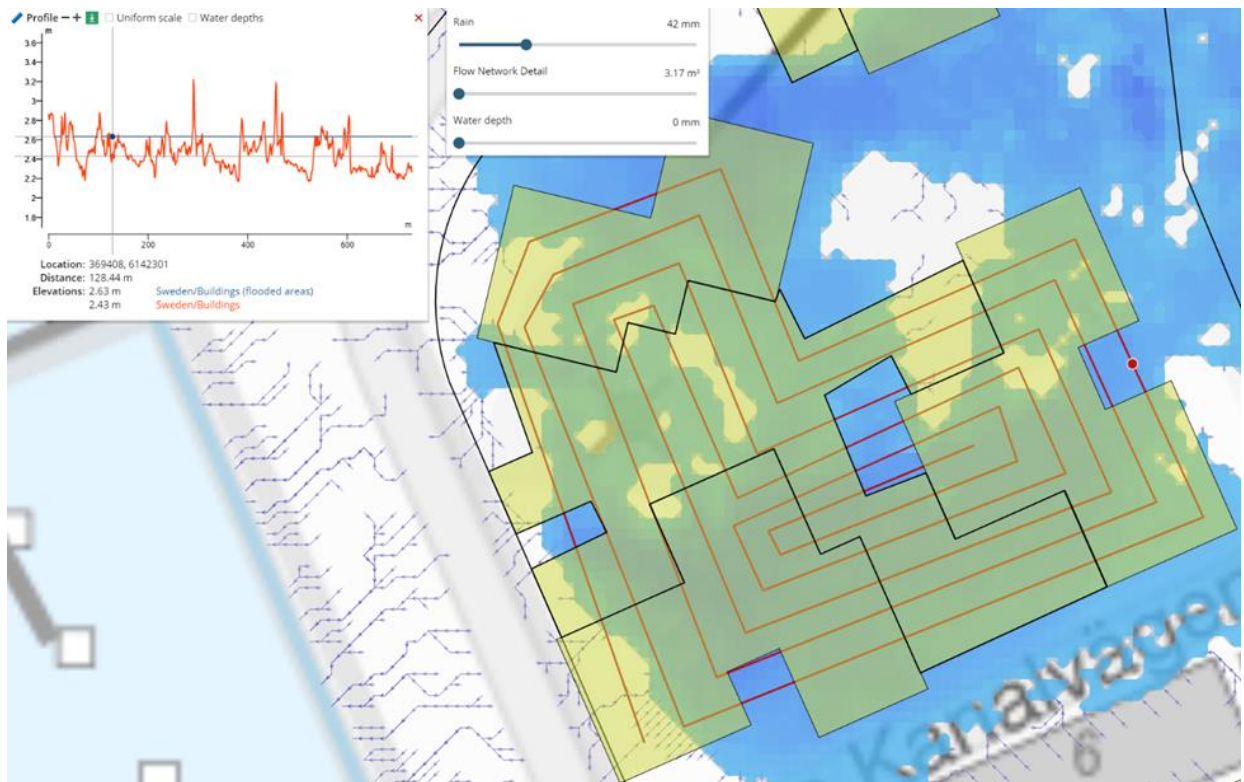 Profile
Uniform scale
Water depths
m
3.6
3.4
3.2
3
2.8
2.6
2.4
2.2
2
1.8
m
0
200
400
600
Location: 369408, 6142301
Distance: 128.44 m
Elevations: 2.63 m Sweden/Buildings (flooded areas)
2.43 m Sweden/Buildings
Rain 42 mm
Flow Network Detail 3.17 m²
Water depth 0 mm
Kanalvägen
6